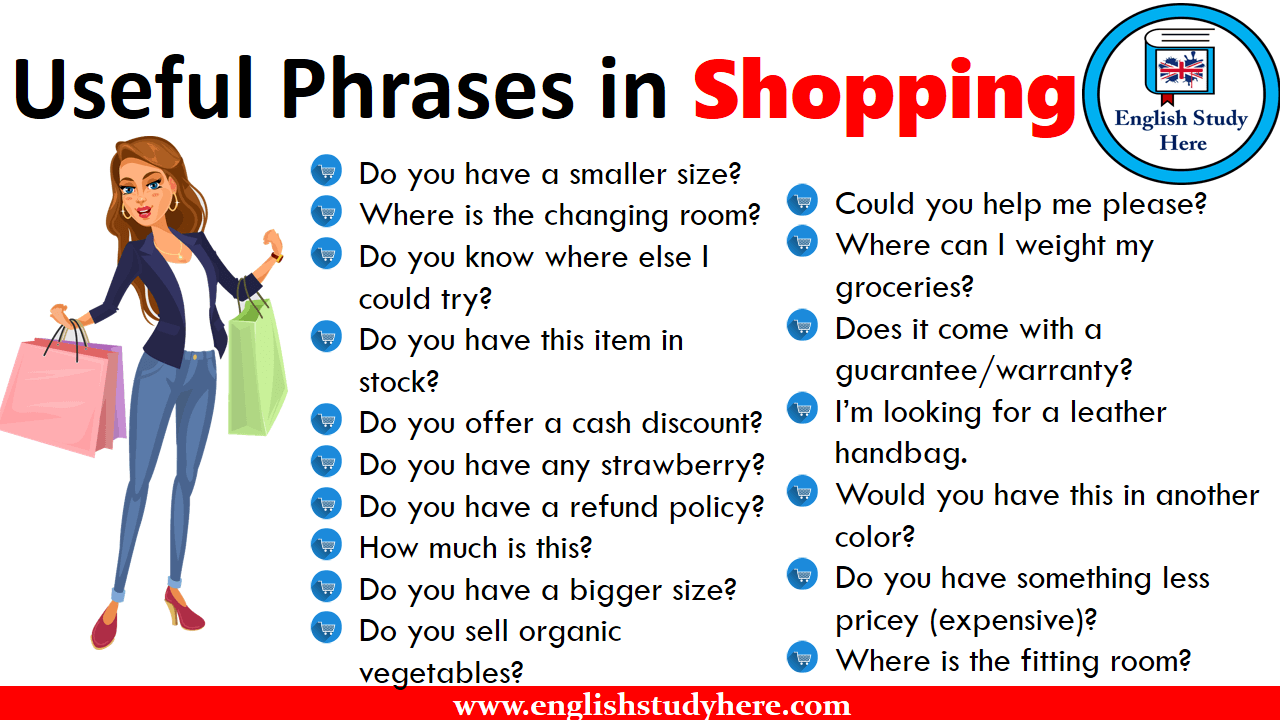 Useful Phrases in Shopping
English Study
Here
Do you have a smaller size?
Where is the changing room?
Do you know where else I
could try?
Do you have this item in
stock?
Do you offer a cash discount?
Do you have any strawberry?
Do you have a refund policy?
How much is this?
Do you have a bigger size?
Do you sell organic
vegetables?
Could you help me please?
Where can I weight my
groceries?
Does it come with a
guarantee/warranty?
I'm looking for a leather
handbag.
Would you have this in another
color?
Do you have something less
pricey (expensive)?
Where is the fitting room?
www.englishstudyhere.com